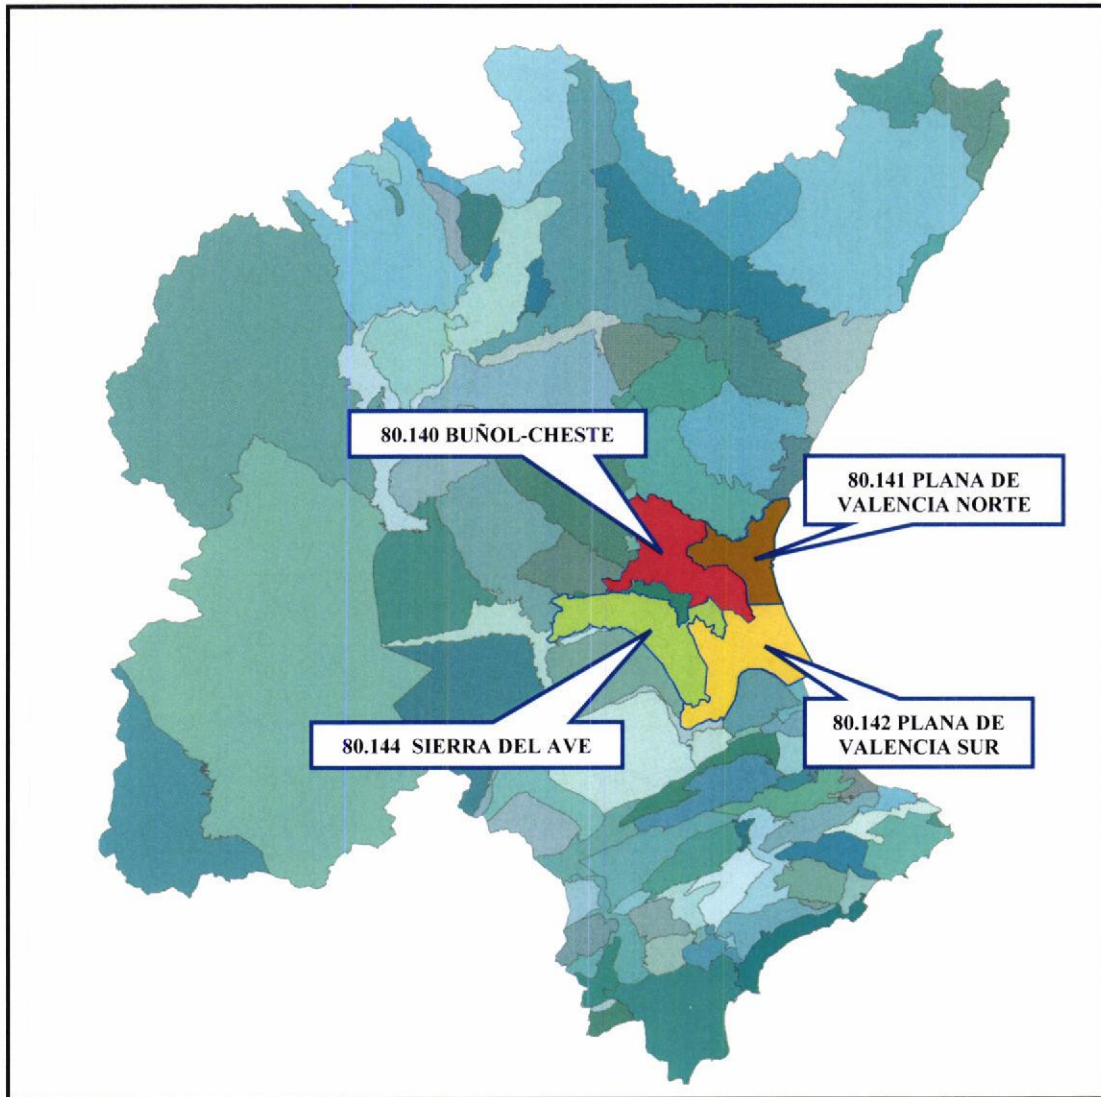 80.140 BUÑOL-CHESTE
80.141 PLANA DE
VALENCIA NORTE
80.144 SIERRA DEL AVE
80.142 PLANA DE
VALENCIA SUR